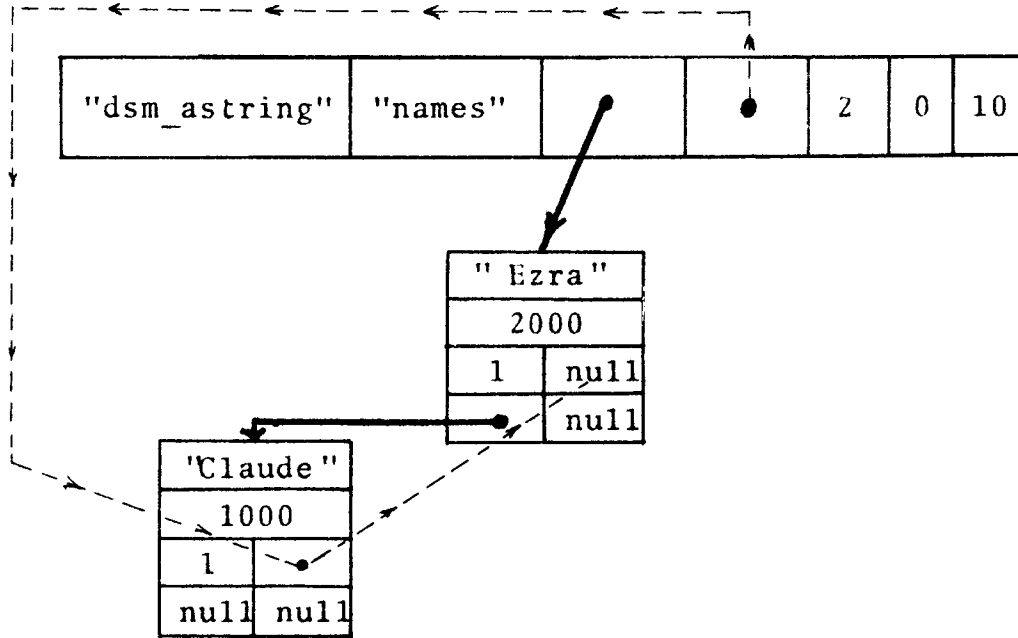 "dsm_astring" "names" 2 0 10
"Ezra"
2000
1 null
null
"Claude"
1000
1
null null